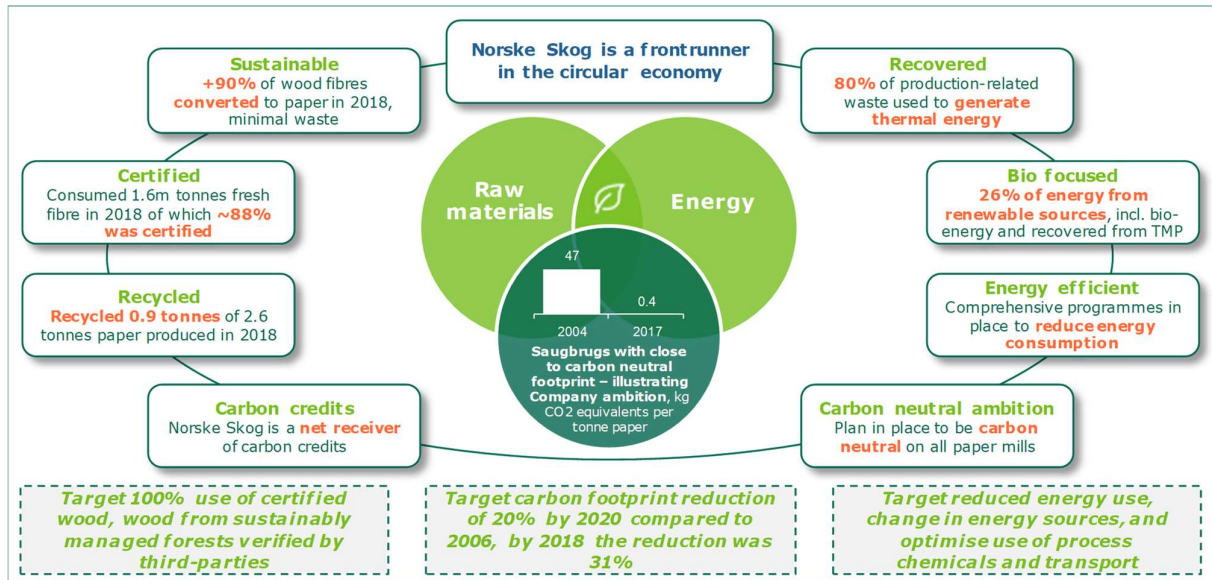 Norske Skog is a frontrunner
in the circular economy
Sustainable
+90% of wood fibres
converted to paper in 2018,
minimal waste
Recovered
80% of production-related
waste used to generate
thermal energy
Certified
Consumed 1.6m tonnes fresh
fibre in 2018 of which ~88%
was certified
Raw
materials
Energy
Bio focused
26% of energy from
renewable sources, incl. bio-
energy and recovered from TMP
Recycled
Recycled 0.9 tonnes of 2.6
tonnes paper produced in 2018
47
0.4
2004
2017
Saugbrugs with close
to carbon neutral
footprint – illustrating
Company ambition, kg
CO2 equivalents per
tonne paper
Energy efficient
Comprehensive programmes in
place to reduce energy
consumption
Carbon credits
Norske Skog is a net receiver
of carbon credits
Carbon neutral ambition
Plan in place to be carbon
neutral on all paper mills
Target 100% use of certified
wood, wood from sustainably
managed forests verified by
third-parties
Target carbon footprint reduction
of 20% by 2020 compared to
2006, by 2018 the reduction was
31%
Target reduced energy use,
change in energy sources, and
optimise use of process
chemicals and transport